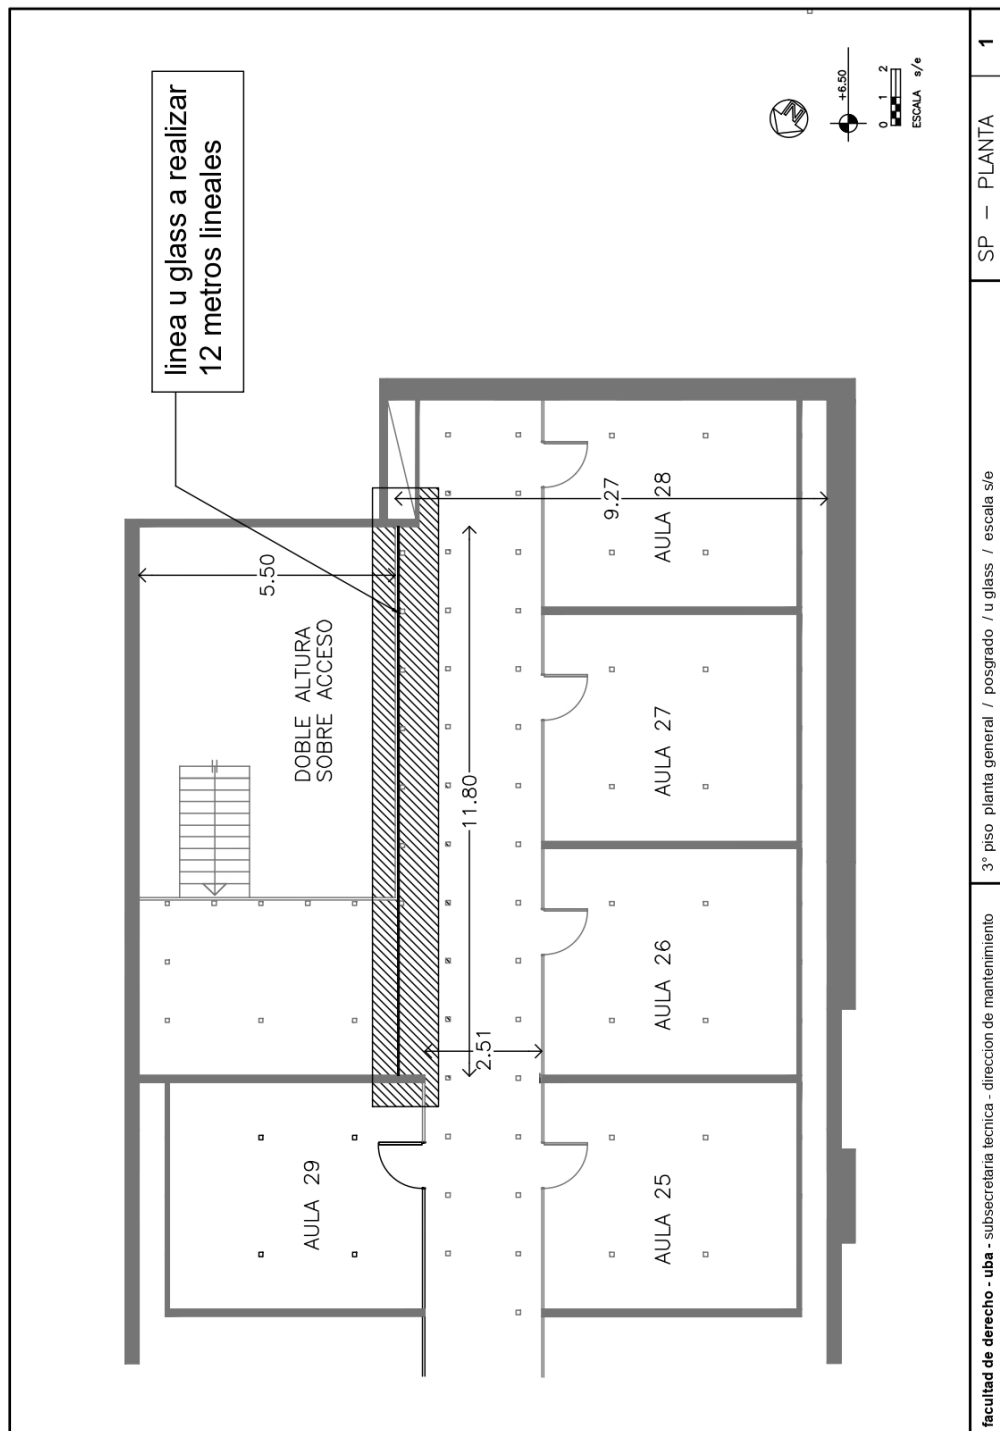 linea u glass a realizar
12 metros lineales
N
+6.50
0 1 2
ESCALA s/e
5.50
DOBLE ALTURA
SOBRE ACCESO
9.27
11.80
2.51
AULA 29
AULA 25
AULA 26
AULA 27
AULA 28
facultad de derecho - uba - subsecretaria tecnica - direccion de mantenimiento
3° piso planta general / posgrado / u glass / escala s/e
SP - PLANTA
1